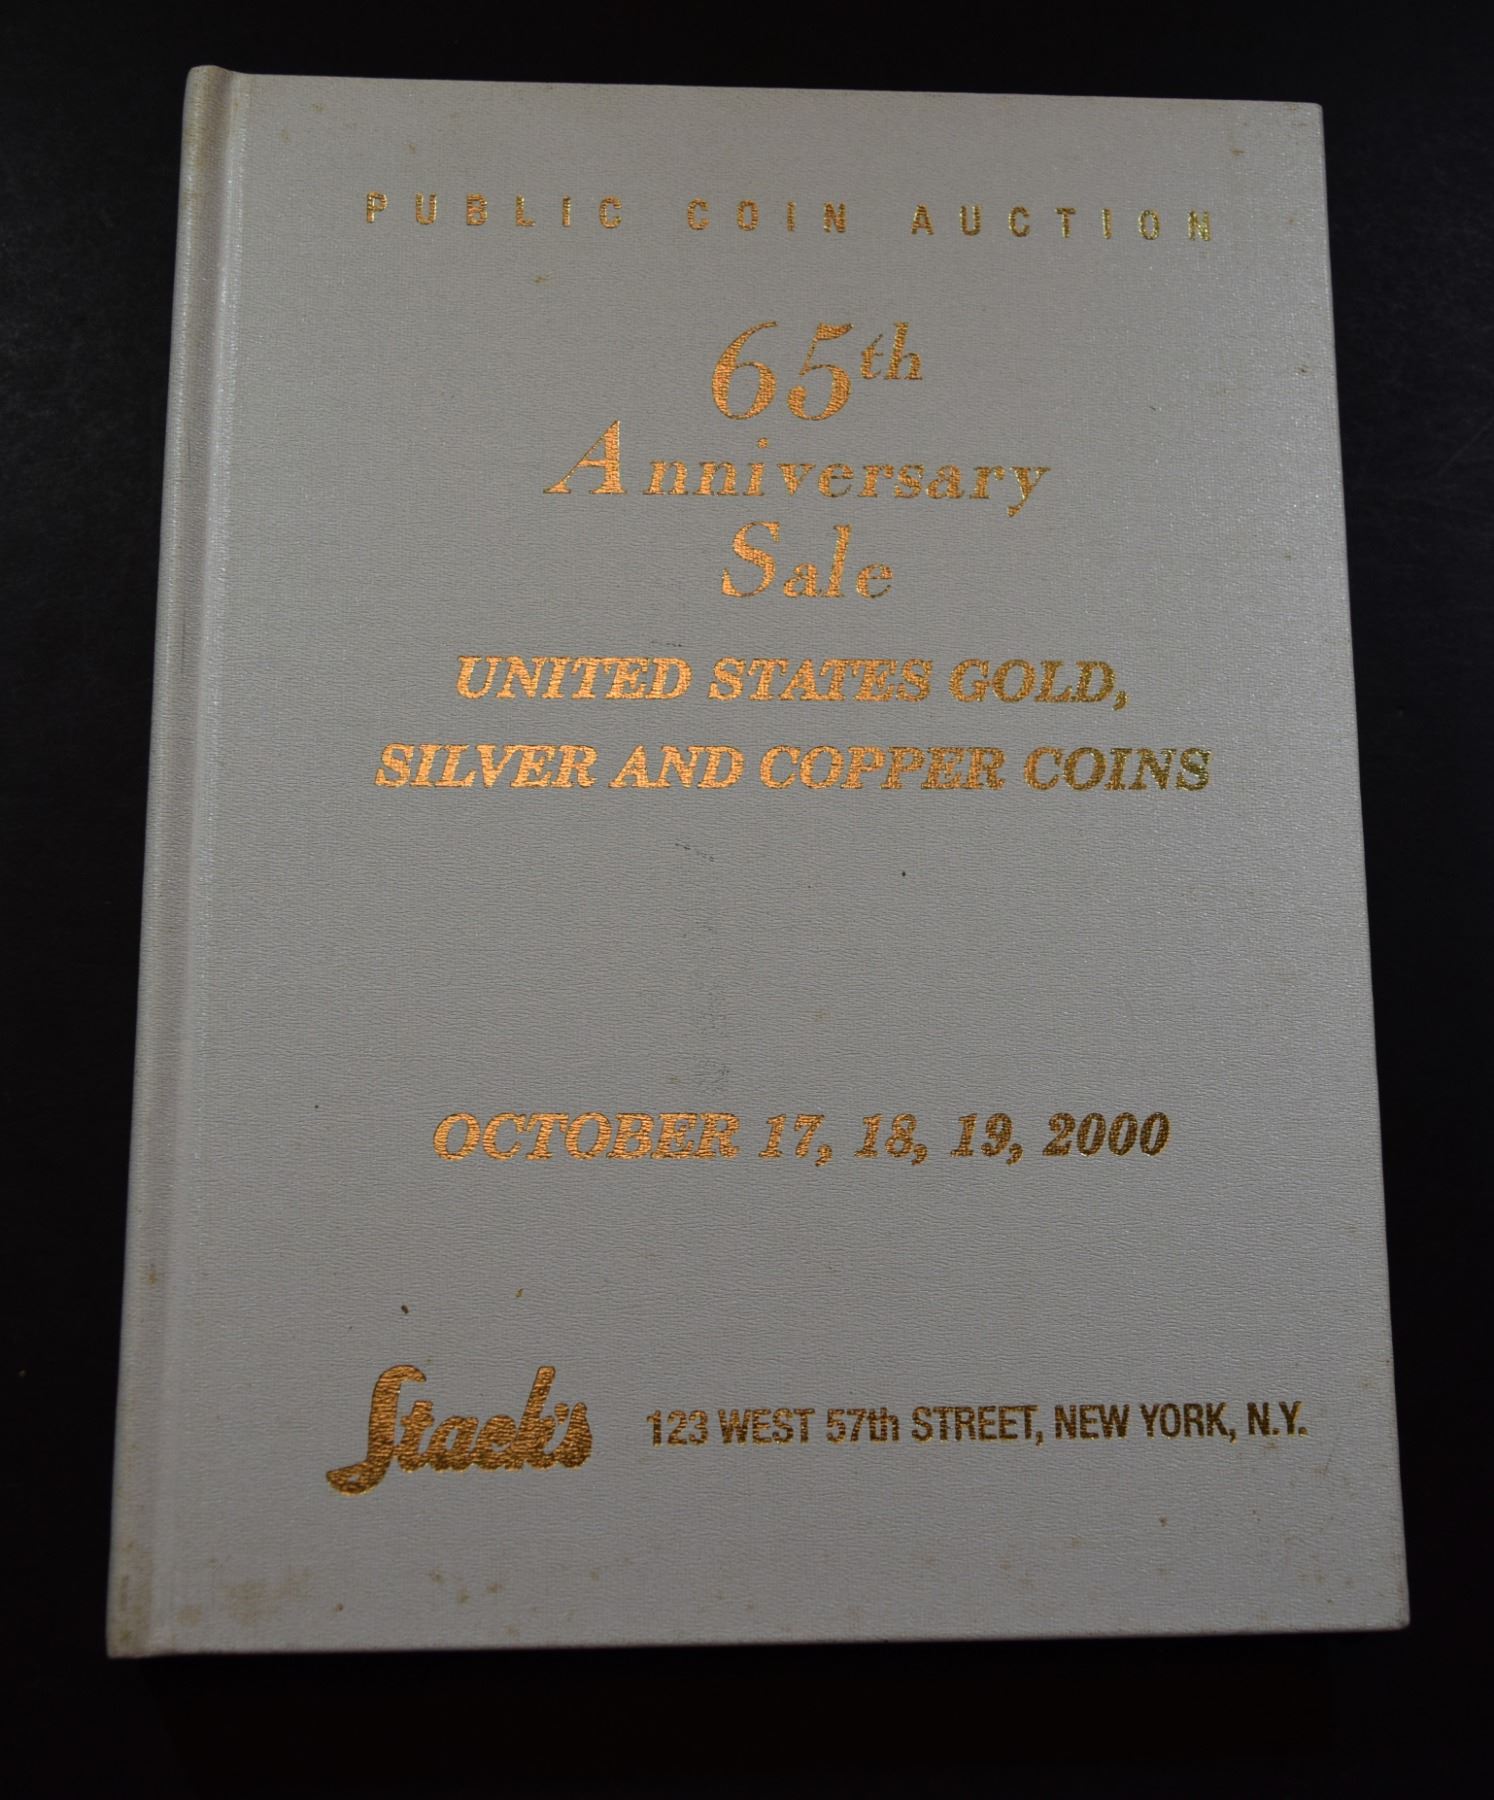 PUBLIC COIN AUCTION
65th
Anniversary
Sale
UNITED STATES GOLD,
SILVER AND COPPER COINS
OCTOBER 17, 18, 19, 2000
Stack's 123 WEST 57th STREET, NEW YORK, N.Y.